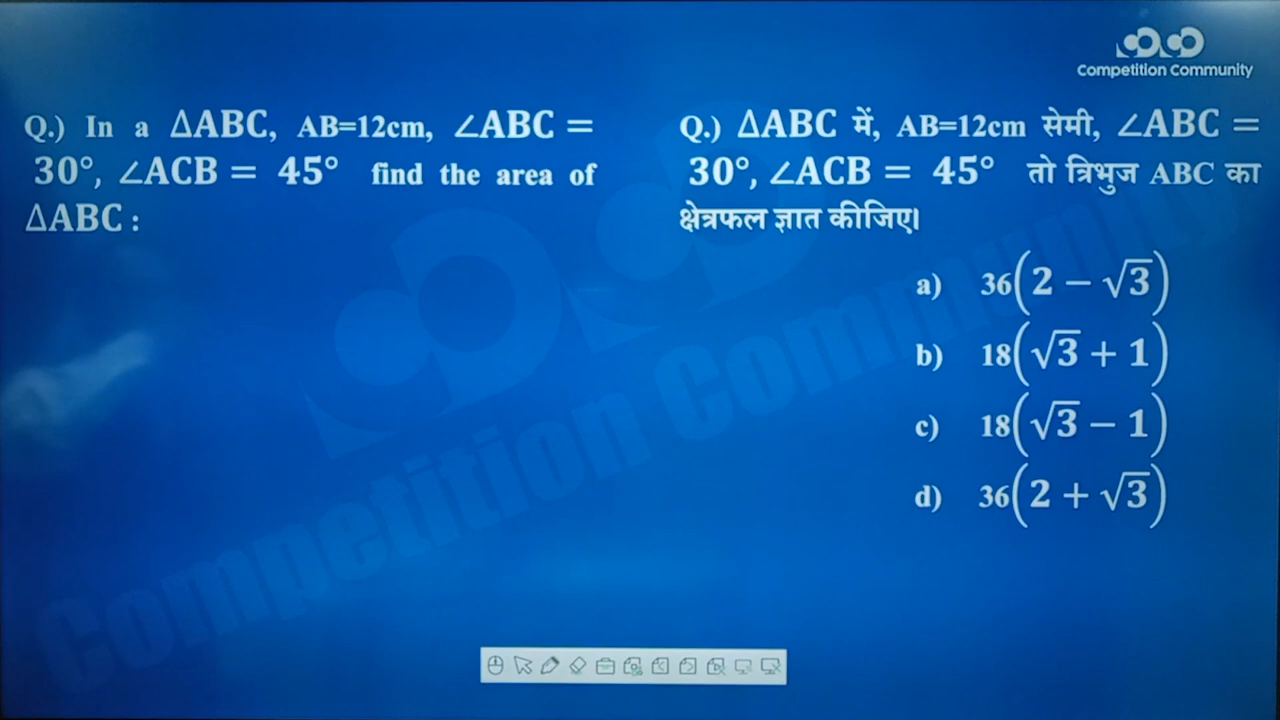 Competition Community
Q.) In a ΔABC, AB=12cm, ∠ABC =
30°, ∠ACB = 45° find the area of
ΔABC :
Q.) ΔABC में, AB=12cm सेमी, ∠ABC =
30°, ∠ACB = 45° तो त्रिभुज ABC का
क्षेत्रफल ज्ञात कीजिए।
a) 36(2 − √3)
b) 18(√3 + 1)
c) 18(√3 − 1)
d) 36(2 + √3)
Competition Community